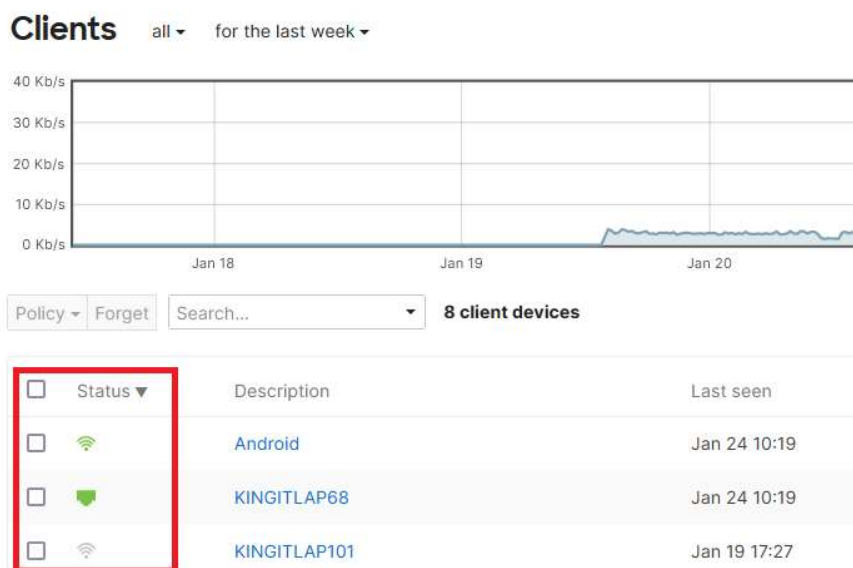 Clients all for the last week
40 Kb/s
30 Kb/s
20 Kb/s
10 Kb/s
0 Kb/s
Jan 18 Jan 19 Jan 20
Policy Forget Search... 8 client devices
Status Description Last seen
Android Jan 24 10:19
KINGITLAP68 Jan 24 10:19
KINGITLAP101 Jan 19 17:27